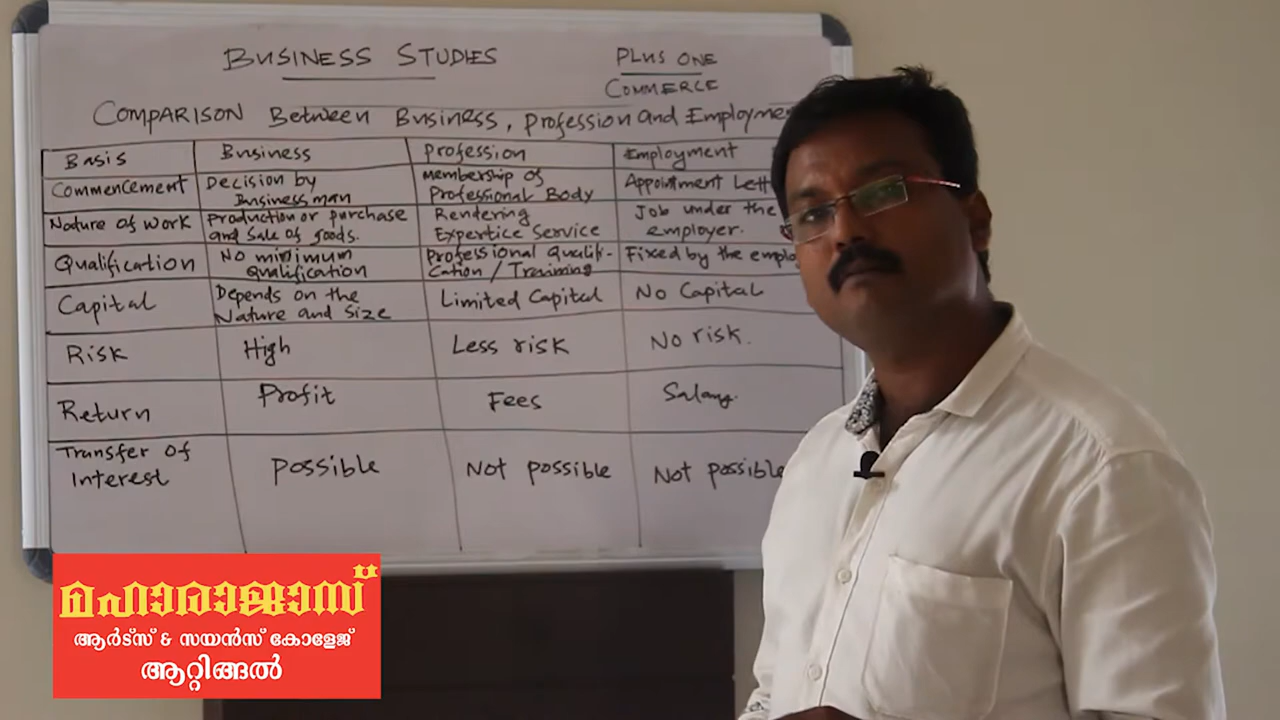 BUSINESS STUDIES
PLUS ONE
COMMERCE
COMPARISON Between Business, Profession and Employmen
Basis Business Profession Employment
Commencement Decision by Business man Membership of Professional Body Appointment Lett
Nature of work Production or purchase and sale of goods. Rendering Expertice Service Job under the employer.
Qualification No minimum qualification Professional Qualifi-cation / Training Fixed by the emplo
Capital Depends on the Nature and Size Limited Capital No Capital
Risk High Less risk No risk.
Return Profit Fees Salary.
Transfer of Interest Possible Not possible Not possible
മഹാരാജാസ്
ആർട്സ് & സയൻസ് കോളേജ്
ആറ്റിങ്ങൽ